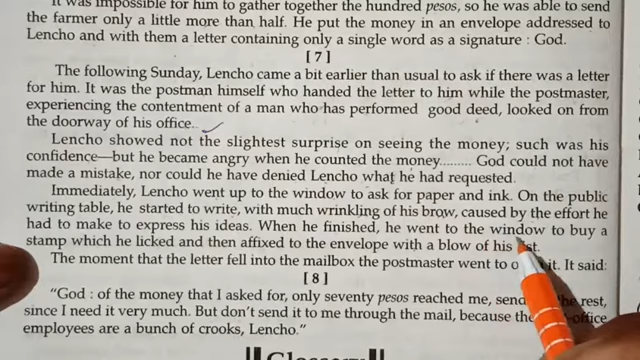 It was impossible for him to gather together the hundred pesos, so he was able to send
the farmer only a little more than half. He put the money in an envelope addressed to
Lencho and with them a letter containing only a single word as a signature : God.
[ 7 ]
The following Sunday, Lencho came a bit earlier than usual to ask if there was a letter
for him. It was the postman himself who handed the letter to him while the postmaster,
experiencing the contentment of a man who has performed good deed, looked on from
the doorway of his office..
Lencho showed not the slightest surprise on seeing the money; such was his
confidence—but he became angry when he counted the money......... God could not have
made a mistake, nor could he have denied Lencho what he had requested.
Immediately, Lencho went up to the window to ask for paper and ink. On the public
writing table, he started to write, with much wrinkling of his brow, caused by the effort he
had to make to express his ideas. When he finished, he went to the window to buy a
stamp which he licked and then affixed to the envelope with a blow of his
The moment that the letter fell into the mailbox the postmaster went to it. It said:
[ 8 ]
"God : of the money that I asked for, only seventy pesos reached me, send rest,
since I need it very much. But don't send it to me through the mail, because the office
employees are a bunch of crooks, Lencho."
Glossary